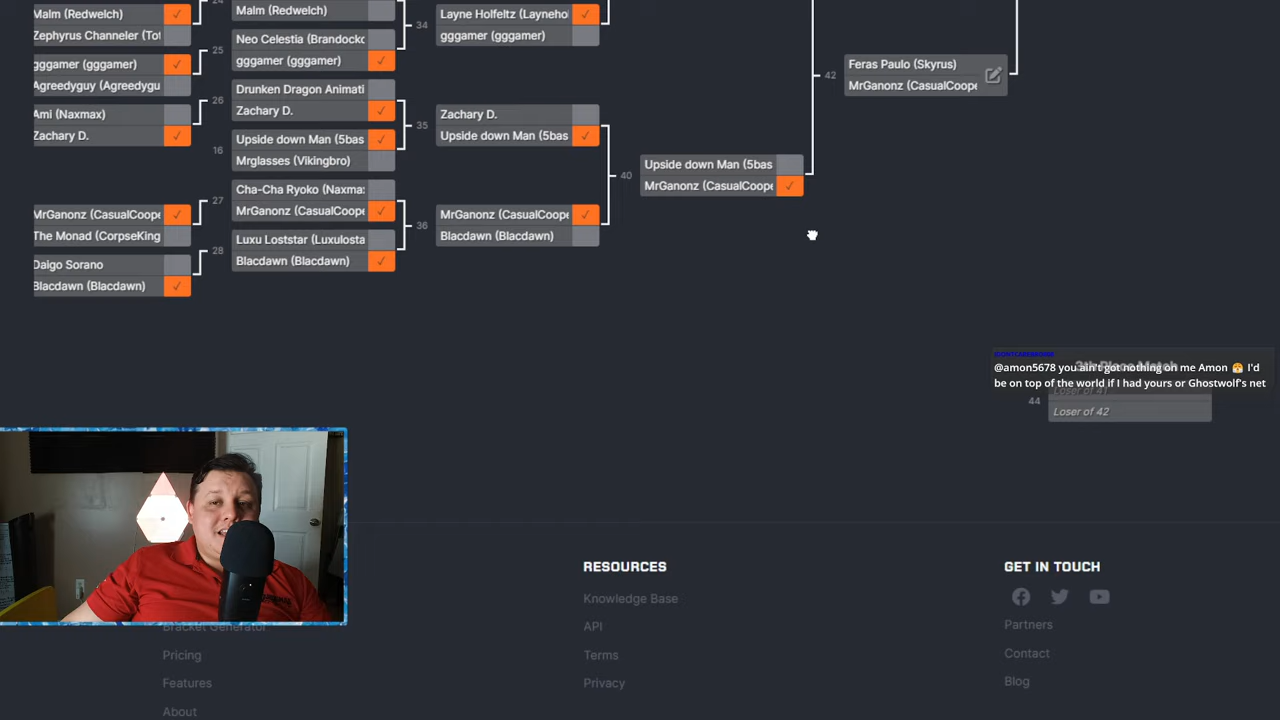 24
Malm (Redwelch)
Zephyrus Channeler (Tot
25
gggamer (gggamer)
Agreedyguy (Agreedygu
26
Ami (Naxmax)
Zachary D.
16
27
MrGanonz (CasualCoope
The Monad (CorpseKing
28
Daigo Sorano
Blacdawn (Blacdawn)
Malm (Redwelch)
34
Neo Celestia (Brandockc
gggamer (gggamer)
Drunken Dragon Animati
35
Zachary D.
Upside down Man (5bas
Mrglasses (Vikingbro)
Cha-Cha Ryoko (Naxma:
36
MrGanonz (CasualCoope
Luxu Loststar (Luxulosta
Blacdawn (Blacdawn)
Layne Holfeltz (Layneho
gggamer (gggamer)
Zachary D.
Upside down Man (5bas
40
MrGanonz (CasualCoope
Blacdawn (Blacdawn)
Upside down Man (5bas
MrGanonz (CasualCoope
42
Feras Paulo (Skyrus)
MrGanonz (CasualCoope
@amon5678 you ain't got nothing on me Amon 😤 I'd
be on top of the world if I had yours or Ghostwolf's net
3th Place Match
44
Loser of 41
Loser of 42
Bracket Generator
Pricing
Features
About
RESOURCES
Knowledge Base
API
Terms
Privacy
GET IN TOUCH
Partners
Contact
Blog